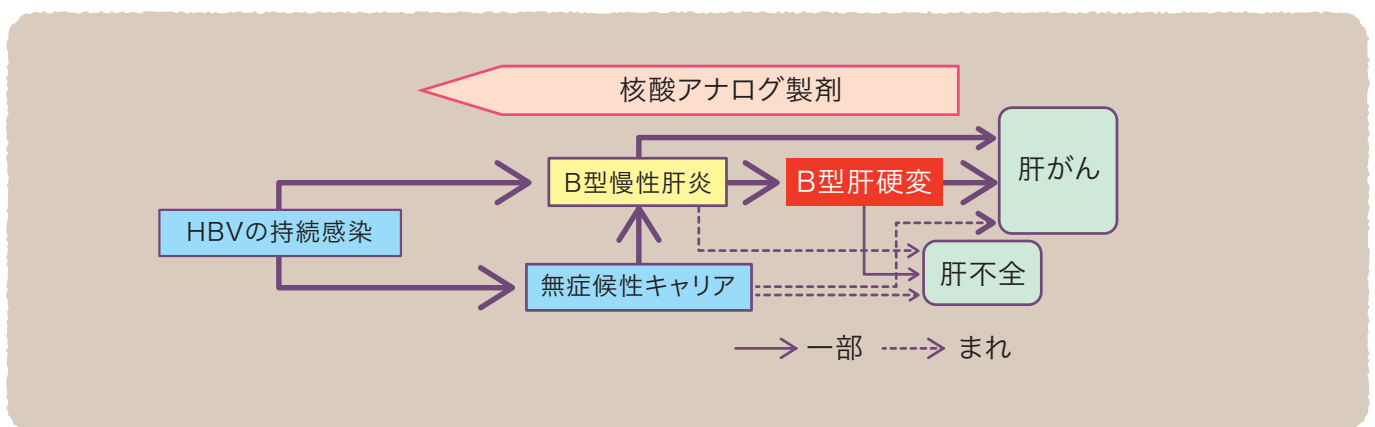 核酸アナログ製剤
肝がん
B型慢性肝炎
B型肝硬変
HBVの持続感染
無症候性キャリア
肝不全
一部
まれ